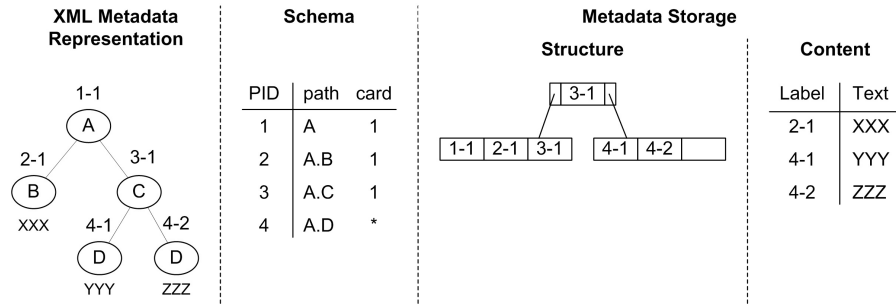 XML Metadata
Representation
Schema
Metadata Storage
Structure
Content
1-1
A
2-1
3-1
B
C
XXX
4-1
4-2
D
D
YYY
ZZZ
PID path card
1 A 1
2 A.B 1
3 A.C 1
4 A.D *
3-1
1-1 2-1 3-1
4-1 4-2
Label Text
2-1 XXX
4-1 YYY
4-2 ZZZ